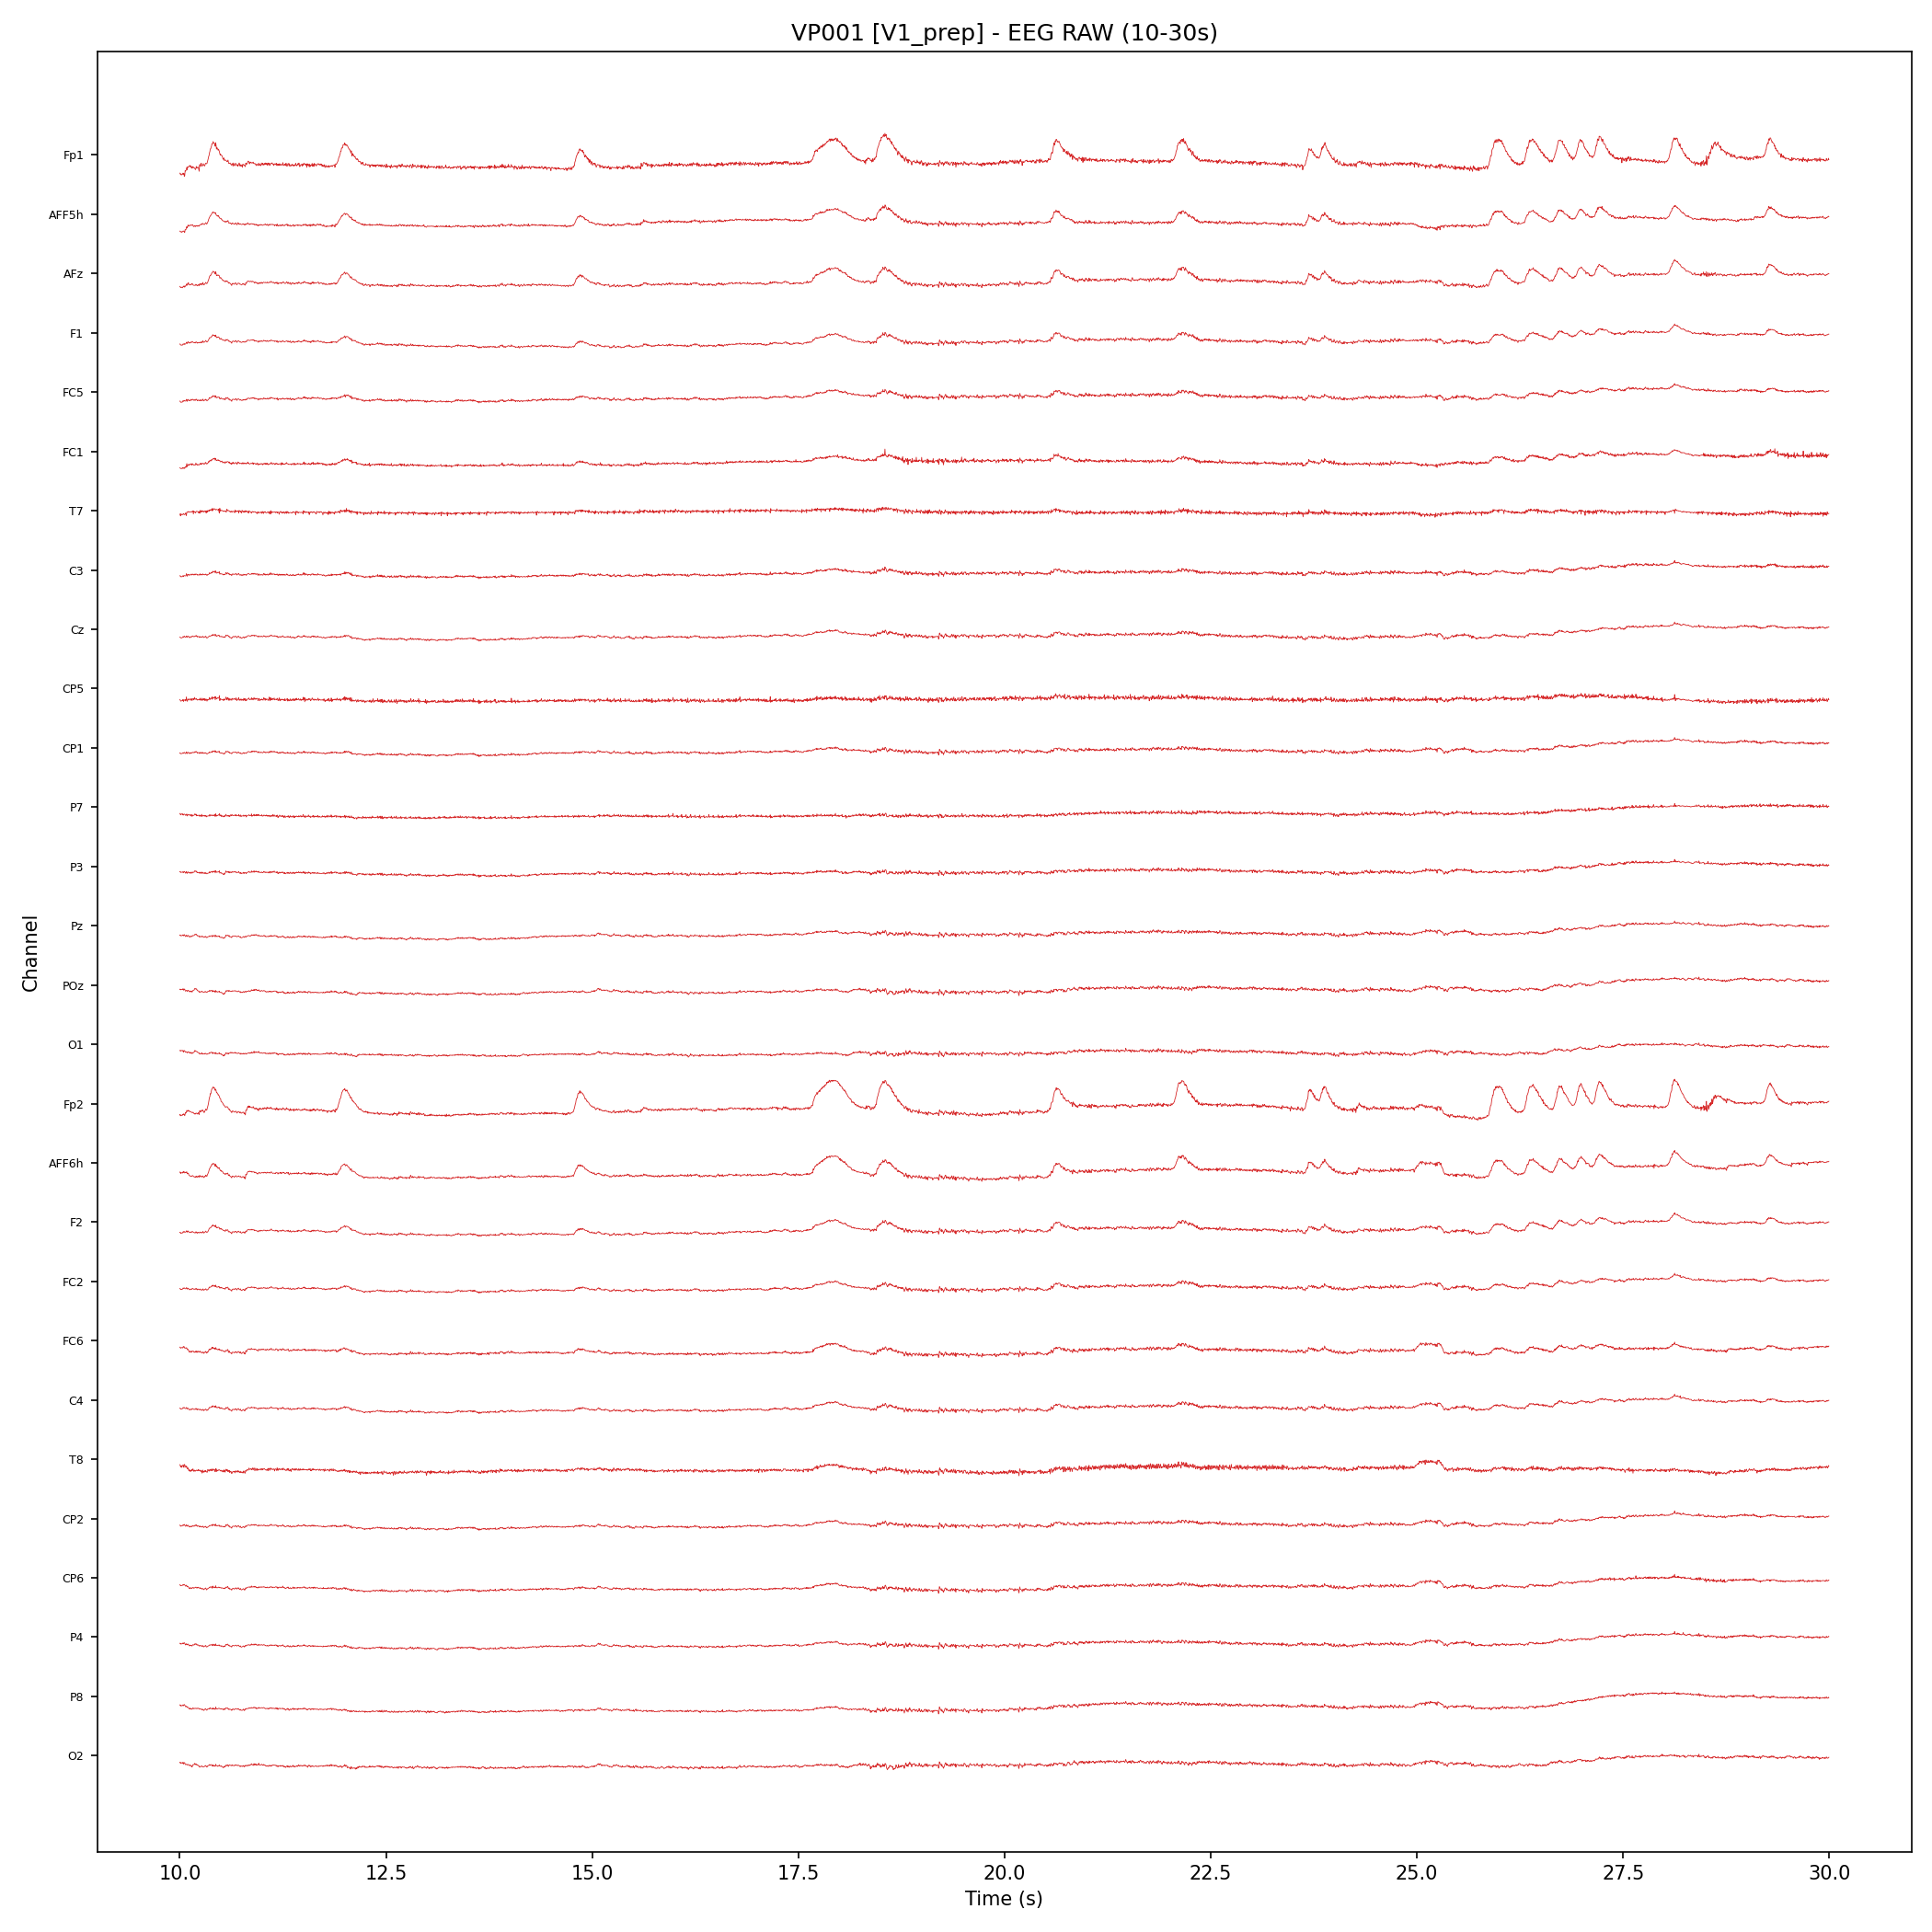 VP001 [V1_prep] - EEG RAW (10-30s)
Fp1
AFF5h
AFz
F1
FC5
FC1
T7
C3
Cz
CP5
CP1
P7
P3
Pz
POz
O1
Fp2
AFF6h
F2
FC2
FC6
C4
T8
CP2
CP6
P4
P8
O2
Channel
10.0 12.5 15.0 17.5 20.0 22.5 25.0 27.5 30.0
Time (s)